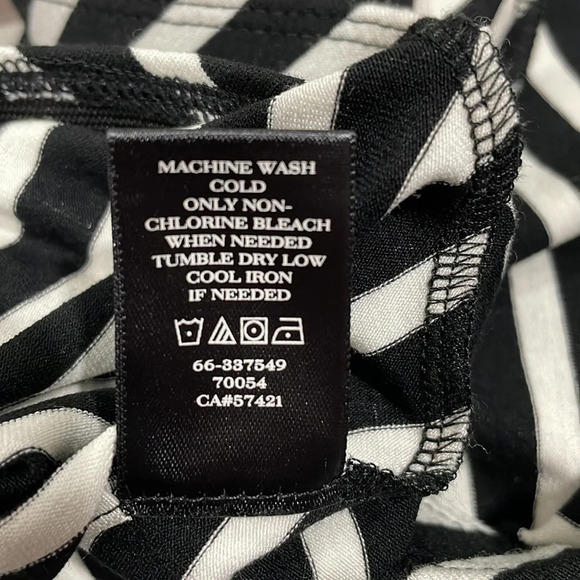 MACHINE WASH
COLD
ONLY NON-
CHLORINE BLEACH
WHEN NEEDED
TUMBLE DRY LOW
COOL IRON
IF NEEDED
66-337549
70054
CA#57421